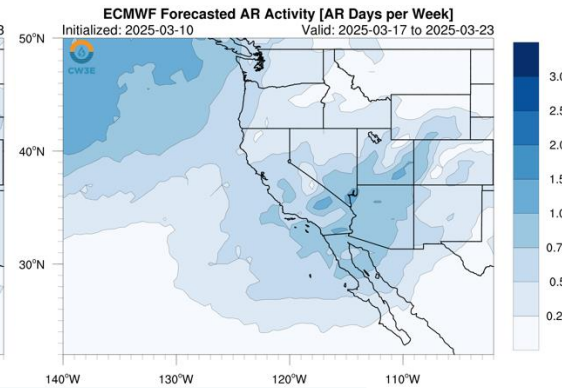 ECMWF Forecasted AR Activity [AR Days per Week]
Initialized: 2025-03-10 Valid: 2025-03-17 to 2025-03-23
CW3E
50°N
40°N
30°N
140°W 130°W 120°W 110°W
3.0
2.5
2.0
1.5
1.0
0.7
0.5
0.2